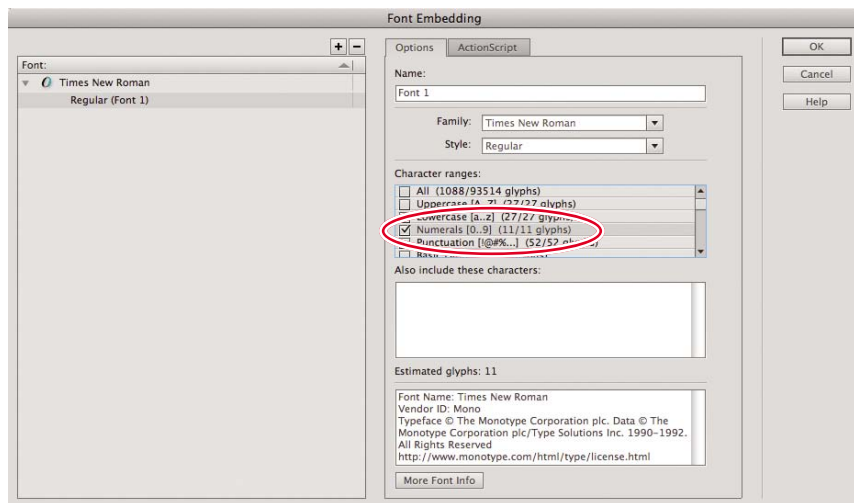 Font Embedding
+ −
Font:
Times New Roman
Regular (Font 1)
Options ActionScript
Name:
Font 1
Family: Times New Roman
Style: Regular
Character ranges:
All (1088/93514 glyphs)
Uppercase [A..Z] (27/27 glyphs)
Lowercase [a..z] (27/27 glyphs)
Numerals [0..9] (11/11 glyphs)
Punctuation [!@#%...] (52/52 glyphs)
Also include these characters:
Estimated glyphs: 11
Font Name: Times New Roman
Vendor ID: Mono
Typeface © The Monotype Corporation plc. Data © The
Monotype Corporation plc/Type Solutions Inc. 1990-1992.
All Rights Reserved
http://www.monotype.com/html/type/license.html
More Font Info
OK
Cancel
Help